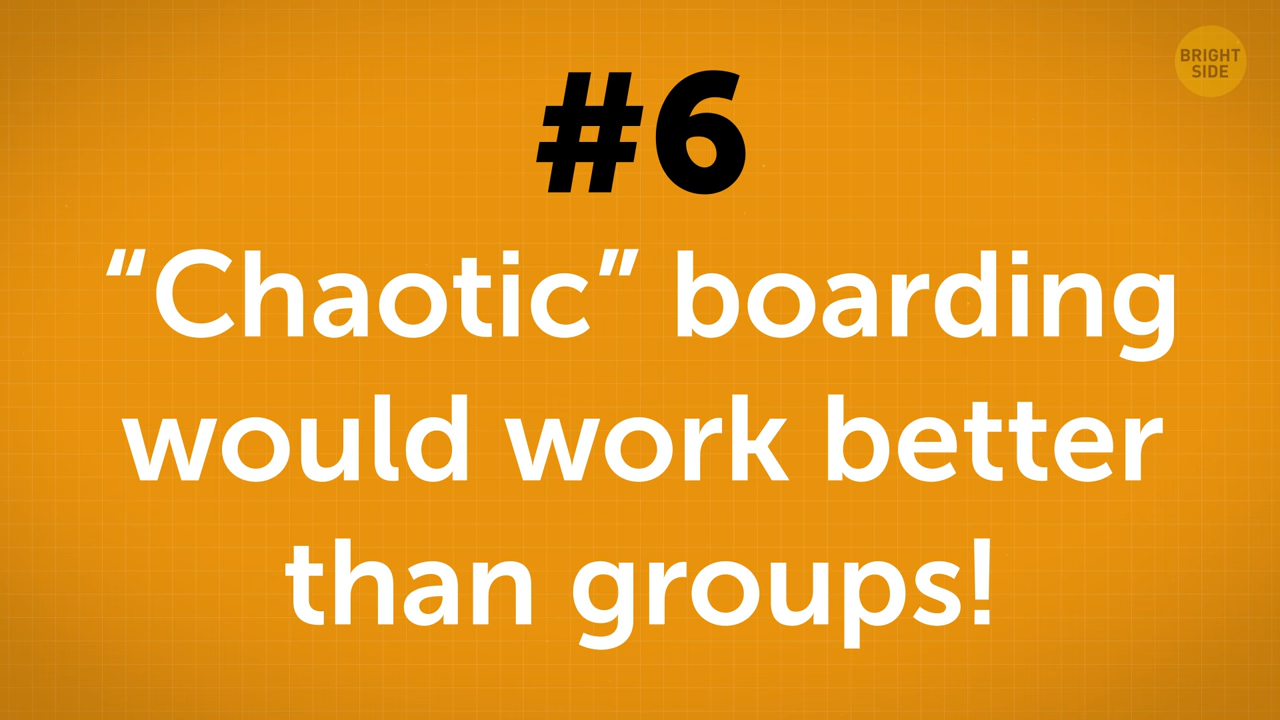 BRIGHT
SIDE
#6
“Chaotic” boarding
would work better
than groups!